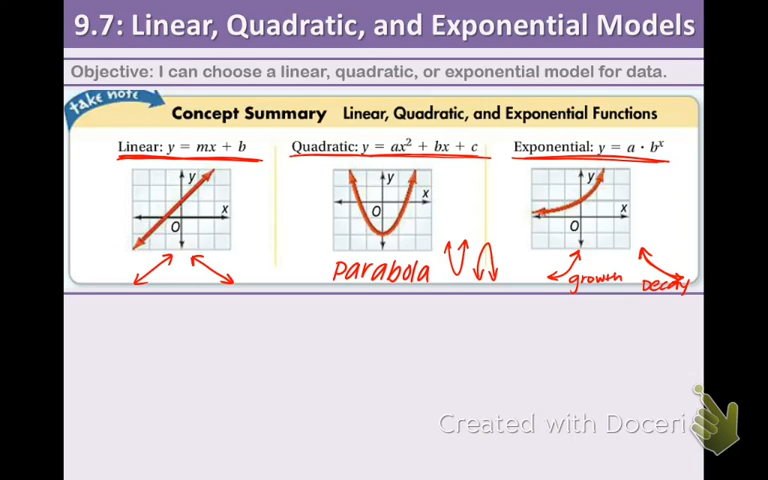 9.7: Linear, Quadratic, and Exponential Models
Objective: I can choose a linear, quadratic, or exponential model for data.
take note
Concept Summary Linear, Quadratic, and Exponential Functions
Linear: y = mx + b
Quadratic: y = ax² + bx + c
Exponential: y = a · bˣ
y
x
O
y
x
O
y
x
O
parabola
growth
Decay
Created with Doceri